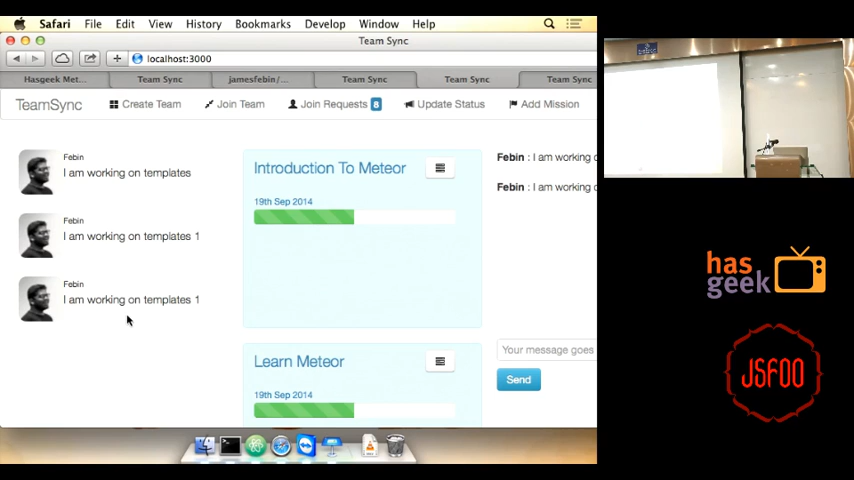 Safari File Edit View History Bookmarks Develop Window Help
Team Sync
localhost:3000
Hasgeek Met... Team Sync jamesfebin/... Team Sync Team Sync Team Sync
TeamSync Create Team Join Team Join Requests 8 Update Status Add Mission
Febin
I am working on templates
Febin
I am working on templates 1
Febin
I am working on templates 1
Introduction To Meteor
19th Sep 2014
Learn Meteor
19th Sep 2014
Febin : I am working
Febin : I am working
Your message goes
Send
has
geek
JSFOO